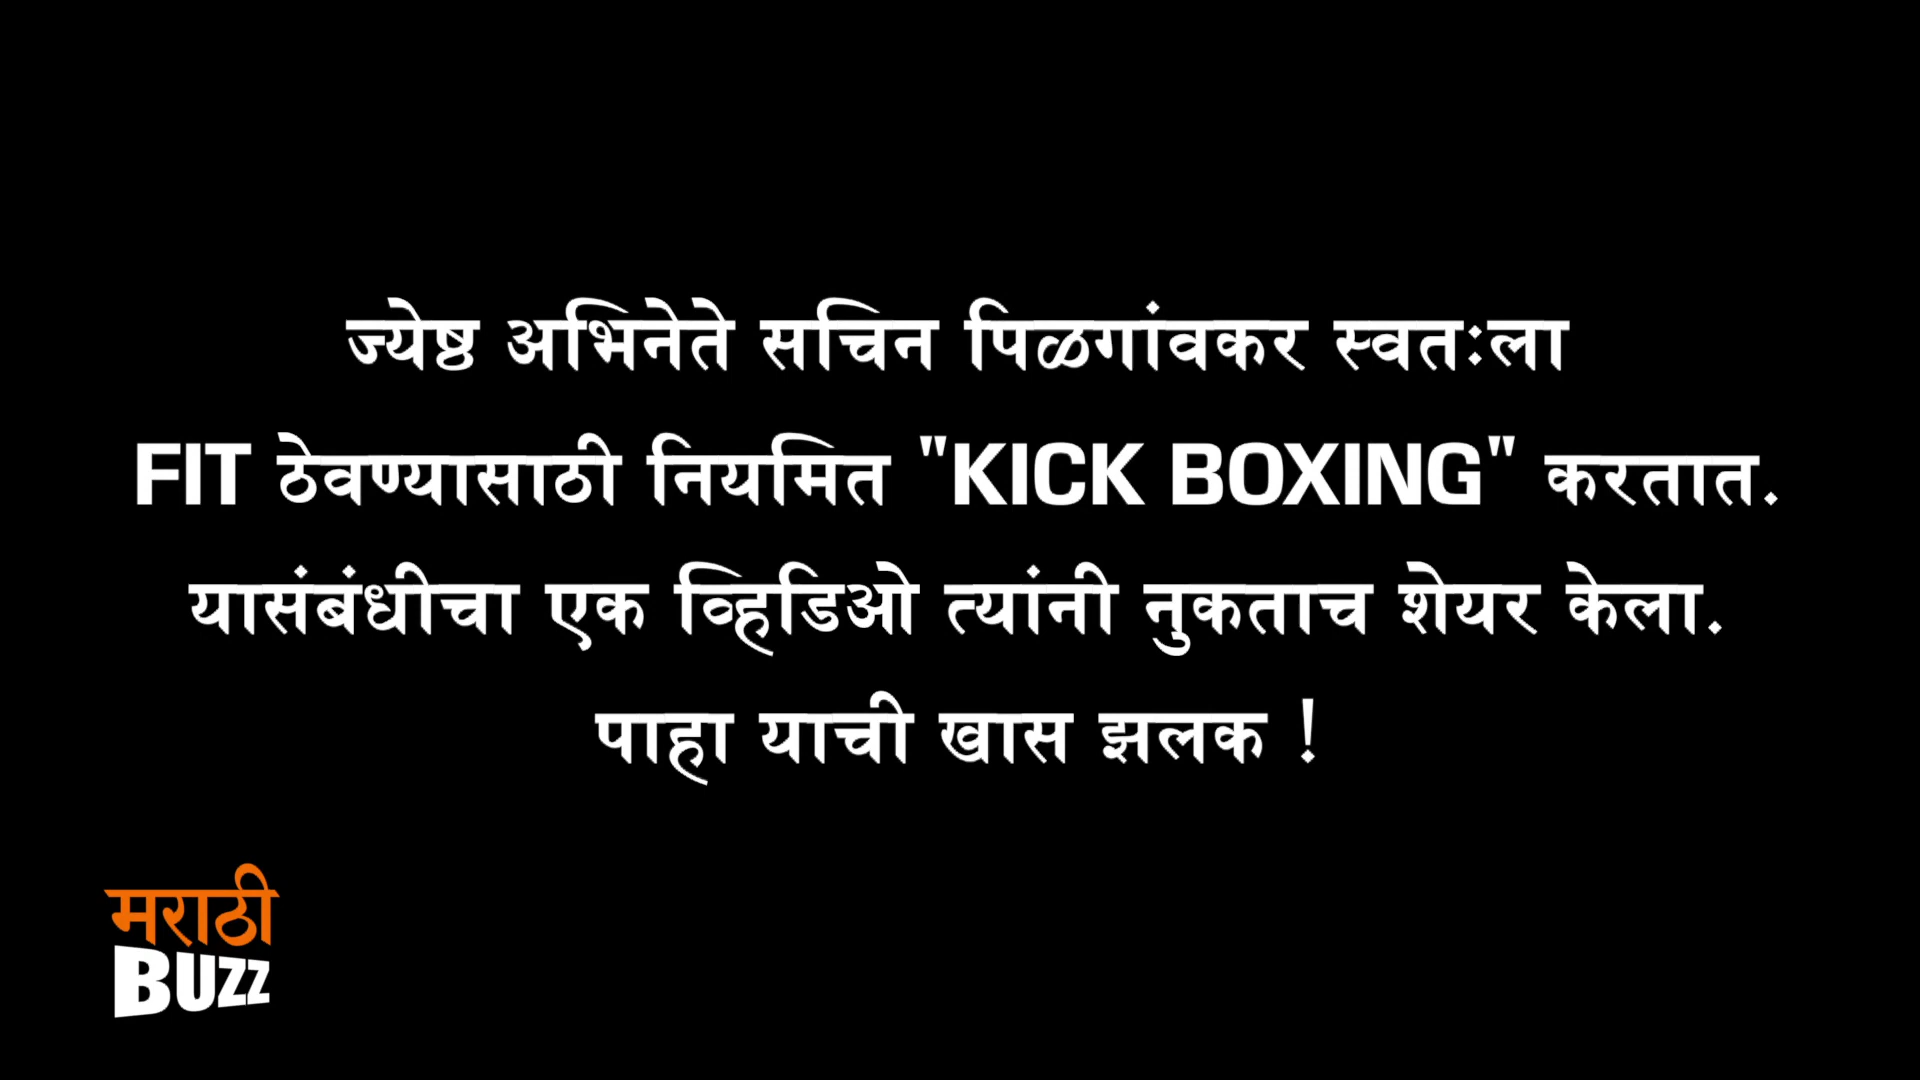 ज्येष्ठ अभिनेते सचिन पिळगांवकर स्वतःला
FIT ठेवण्यासाठी नियमित "KICK BOXING" करतात.
यासंबंधीचा एक व्हिडिओ त्यांनी नुकताच शेयर केला.
पाहा याची खास झलक !
मराठी
BUZZ